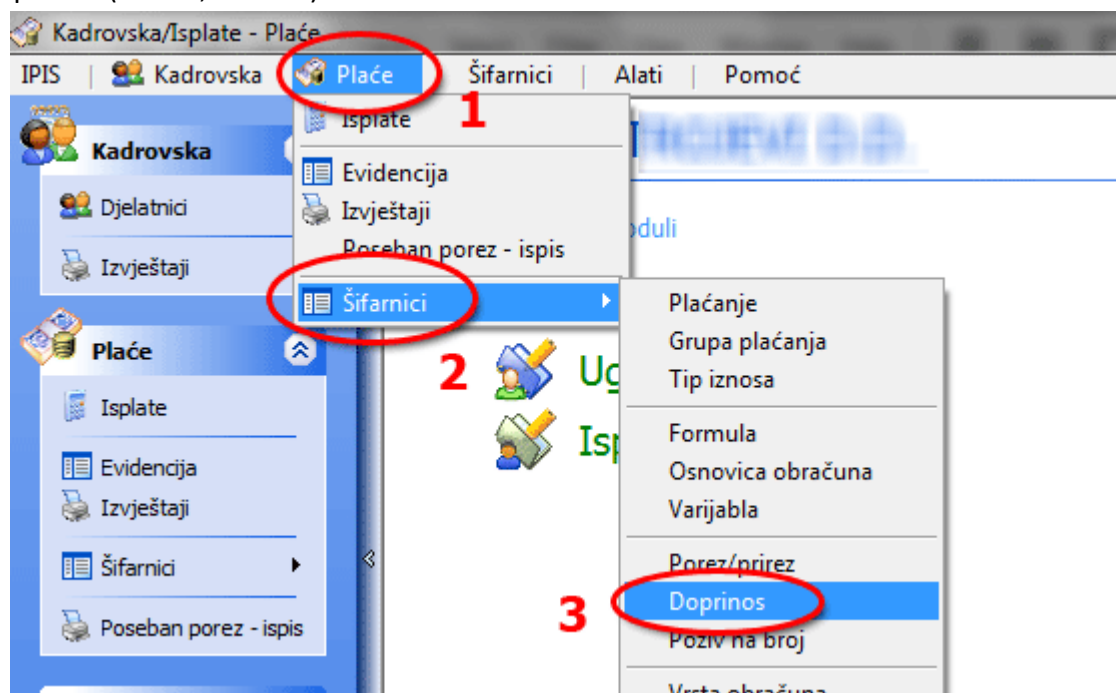 Kadrovska/Isplate - Plaće
IPIS | Kadrovska Plaće Šifarnici | Alati | Pomoć
1
Isplate
Evidencija
Izvještaji
Poseban porez - ispis
Šifarnici
2
Plaćanje
Grupa plaćanja
Tip iznosa
Formula
Osnovica obračuna
Varijabla
Porez/prirez
3
Doprinos
Poziv na broj
Vrsta obračuna
Kadrovska
Djelatnici
Izvještaji
Plaće
Isplate
Evidencija
Izvještaji
Šifarnici
Poseban porez - ispis